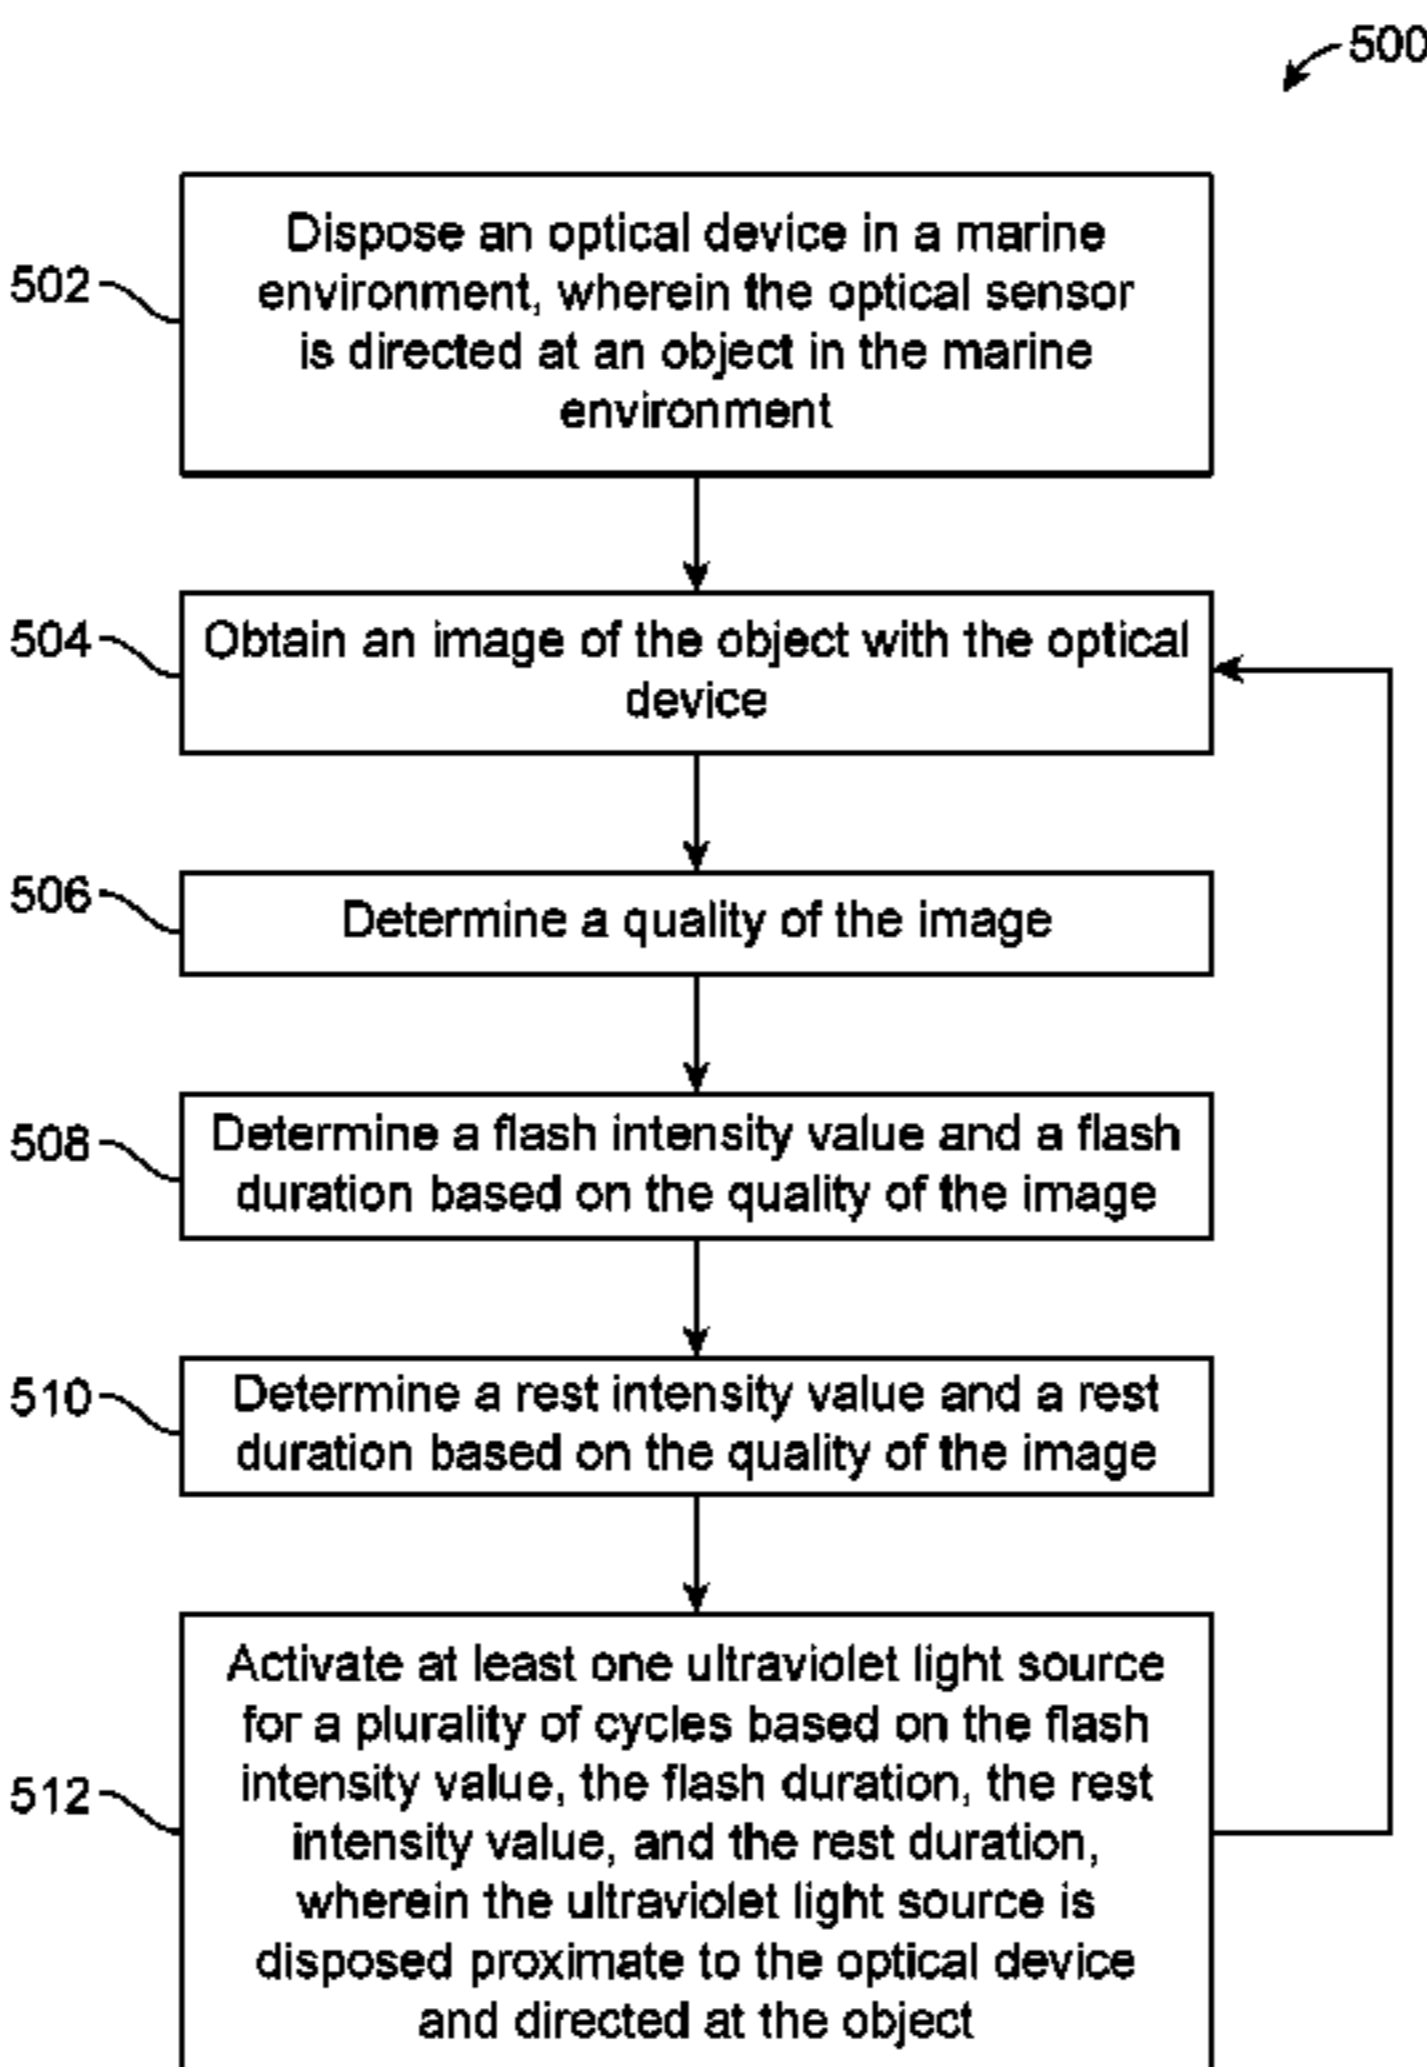 500
502
Dispose an optical device in a marine
environment, wherein the optical sensor
is directed at an object in the marine
environment
504
Obtain an image of the object with the optical
device
506
Determine a quality of the image
508
Determine a flash intensity value and a flash
duration based on the quality of the image
510
Determine a rest intensity value and a rest
duration based on the quality of the image
512
Activate at least one ultraviolet light source
for a plurality of cycles based on the flash
intensity value, the flash duration, the rest
intensity value, and the rest duration,
wherein the ultraviolet light source is
disposed proximate to the optical device
and directed at the object